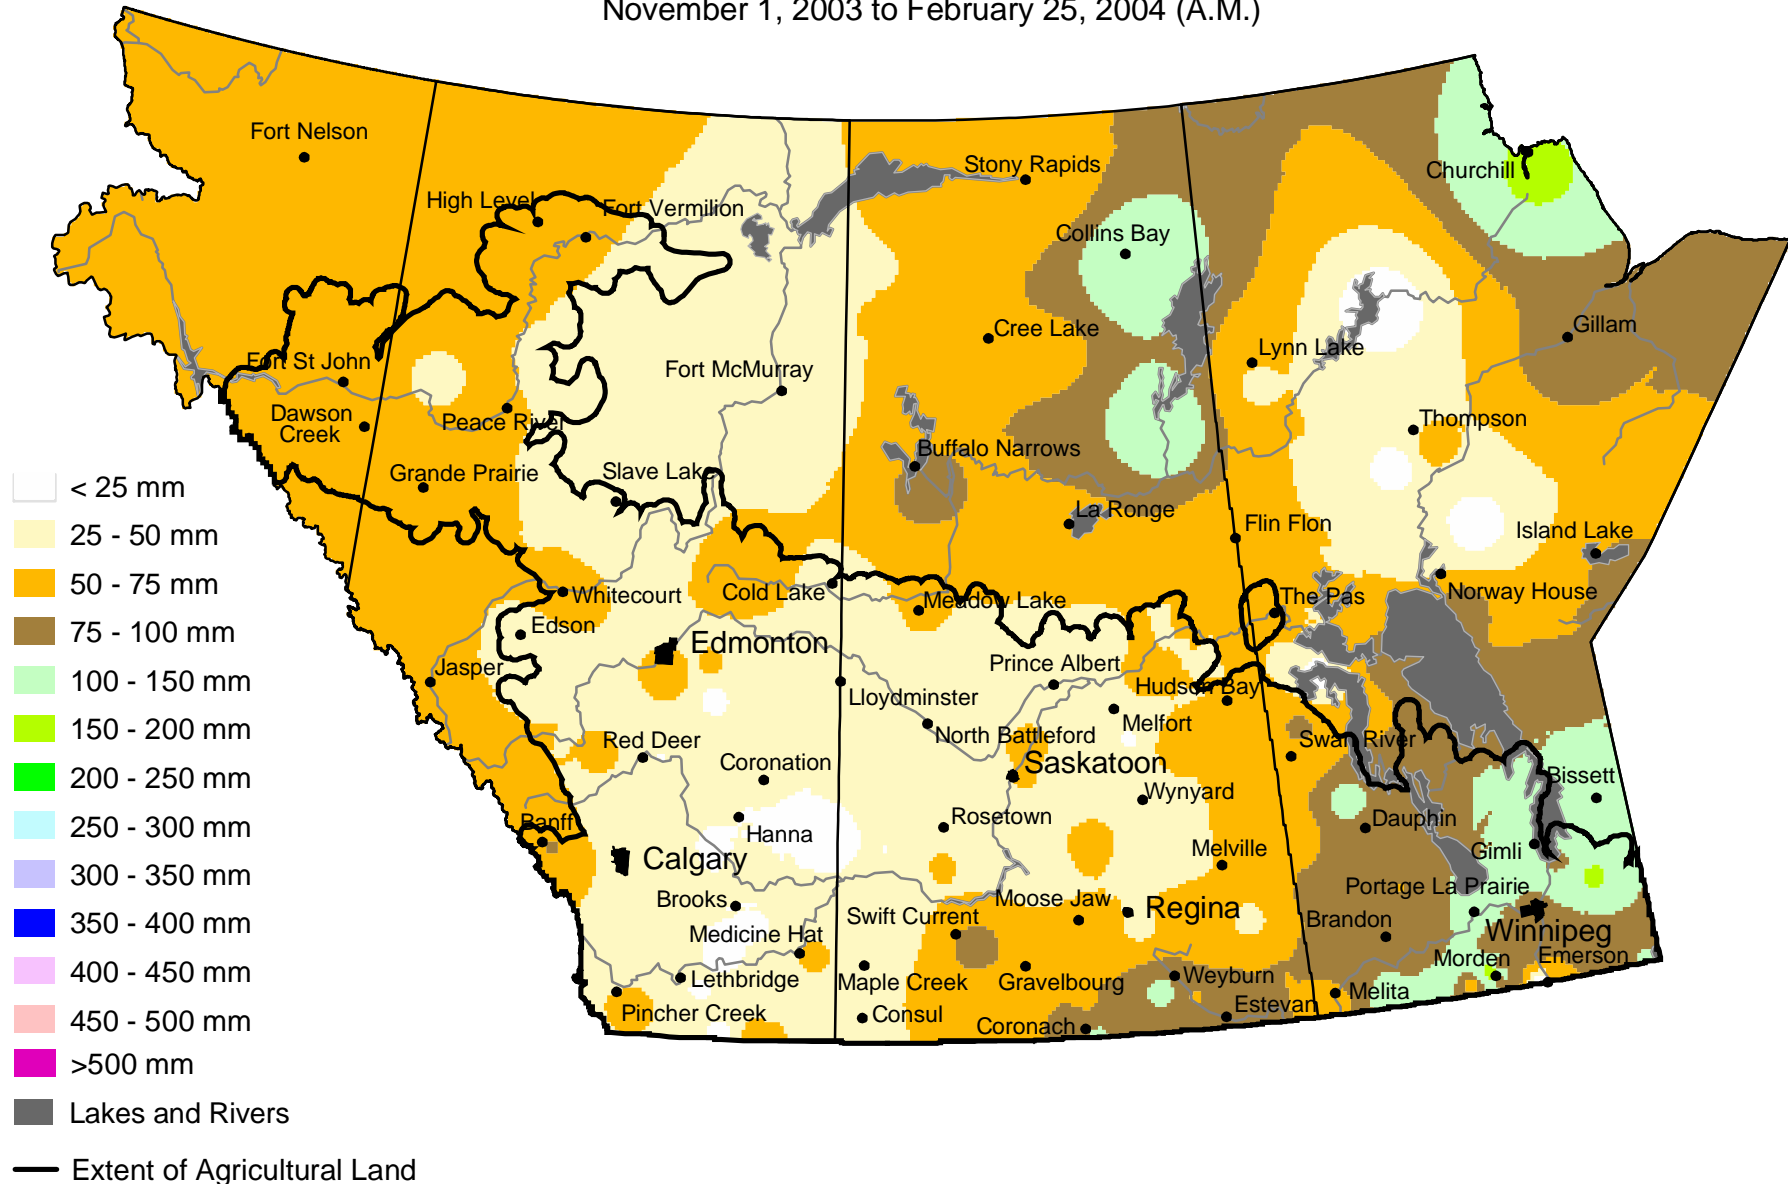 November 1, 2003 to February 25, 2004 (A.M.)
Fort Nelson
Stony Rapids
Churchill
High Level
Fort Vermilion
Collins Bay
Cree Lake
Gillam
Lynn Lake
Fort St John
Fort McMurray
Dawson
Creek
Peace River
Thompson
Buffalo Narrows
Grande Prairie
Slave Lake
La Ronge
Flin Flon
Island Lake
Whitecourt
Cold Lake
Meadow Lake
The Pas
Norway House
Edson
Edmonton
Jasper
Prince Albert
Lloydminster
Hudson Bay
Melfort
North Battleford
Red Deer
Swan River
Coronation
Saskatoon
Bissett
Wynyard
Banff
Hanna
Rosetown
Dauphin
Calgary
Melville
Gimli
Brooks
Moose Jaw
Portage La Prairie
Swift Current
Regina
Brandon
Medicine Hat
Winnipeg
Lethbridge
Maple Creek
Gravelbourg
Weyburn
Morden
Emerson
Pincher Creek
Consul
Coronach
Estevan
Melita
< 25 mm
25 - 50 mm
50 - 75 mm
75 - 100 mm
100 - 150 mm
150 - 200 mm
200 - 250 mm
250 - 300 mm
300 - 350 mm
350 - 400 mm
400 - 450 mm
450 - 500 mm
>500 mm
Lakes and Rivers
Extent of Agricultural Land